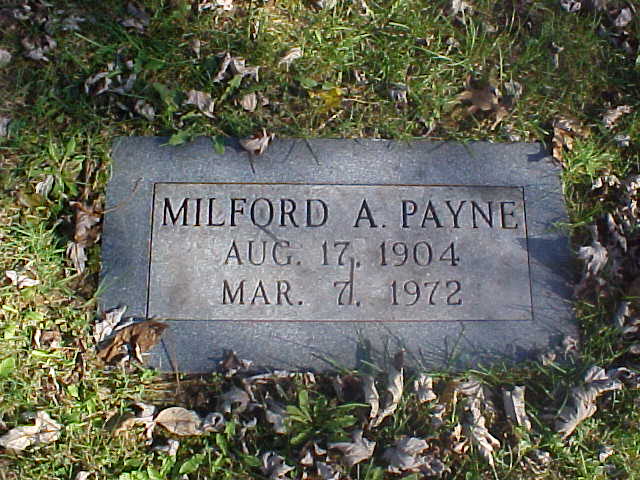 MILFORD A. PAYNE
AUG. 17, 1904
MAR. 7, 1972